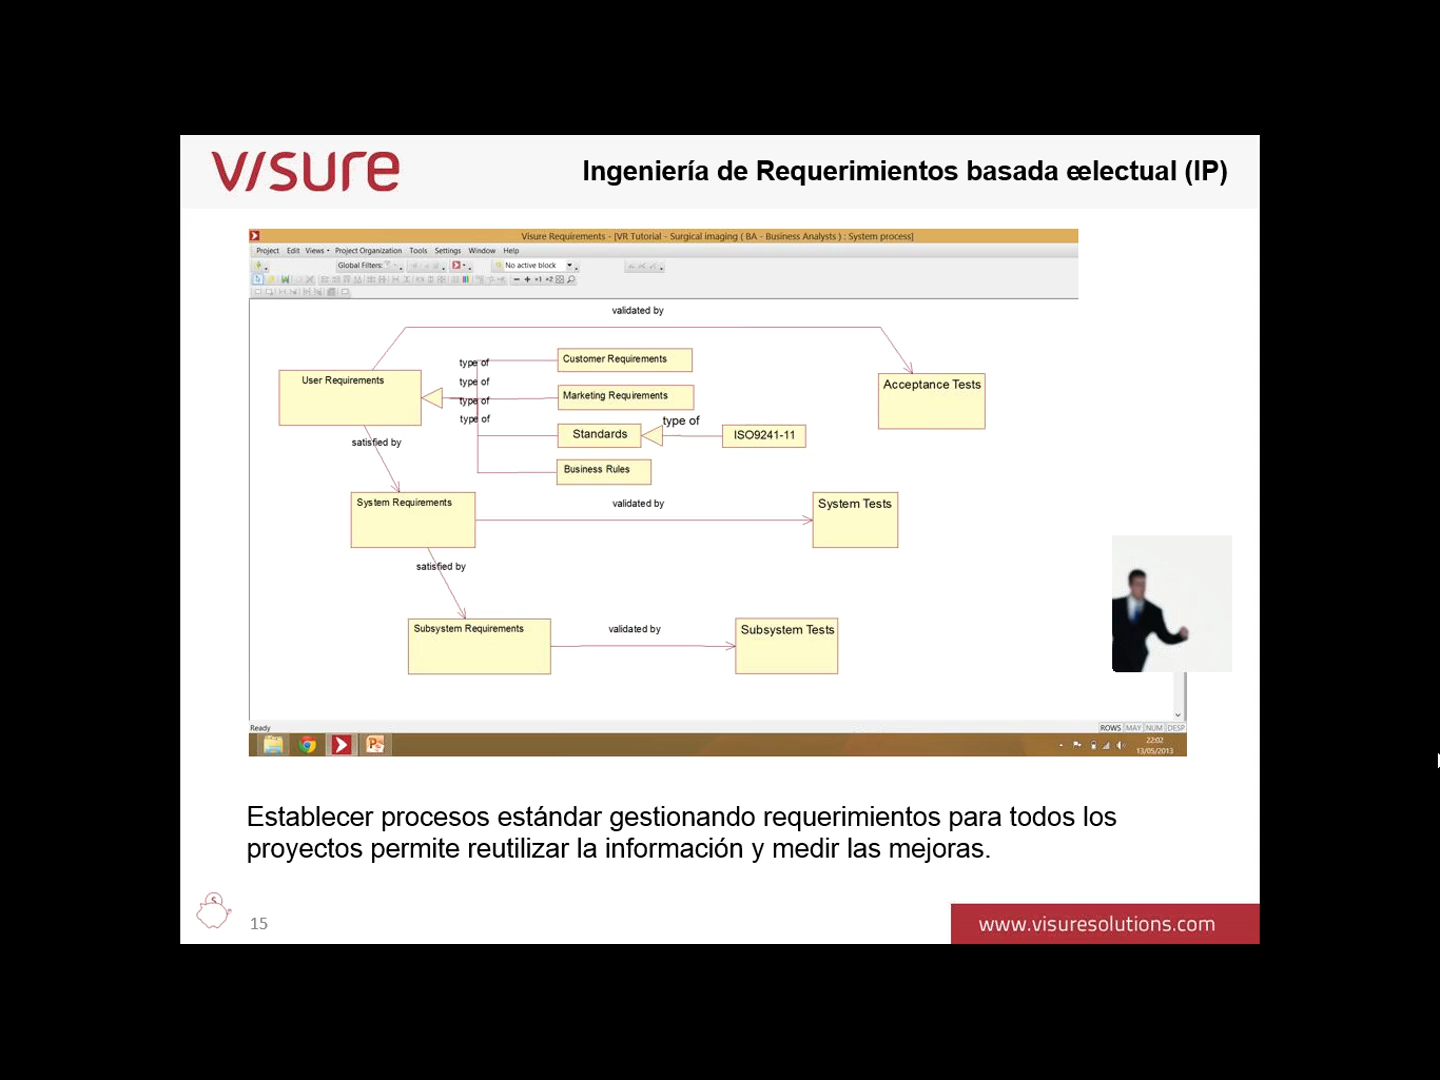 visure
Ingeniería de Requerimientos basada eelectual (IP)
Visure Requirements - [VR Tutorial - Surgical imaging ( BA - Business Analysts ) : System process]
Project Edit Views Project Organization Tools Settings Window Help
Global Filters:
No active block
validated by
type of
Customer Requirements
User Requirements
type of
Acceptance Tests
Marketing Requirements
type of
type of
type of
Standards
ISO9241-11
satisfied by
Business Rules
System Requirements
validated by
System Tests
satisfied by
Subsystem Requirements
validated by
Subsystem Tests
Ready
ROWS MAY NUM DESP
22:02
13/05/2013
Establecer procesos estándar gestionando requerimientos para todos los
proyectos permite reutilizar la información y medir las mejoras.
15
www.visuresolutions.com